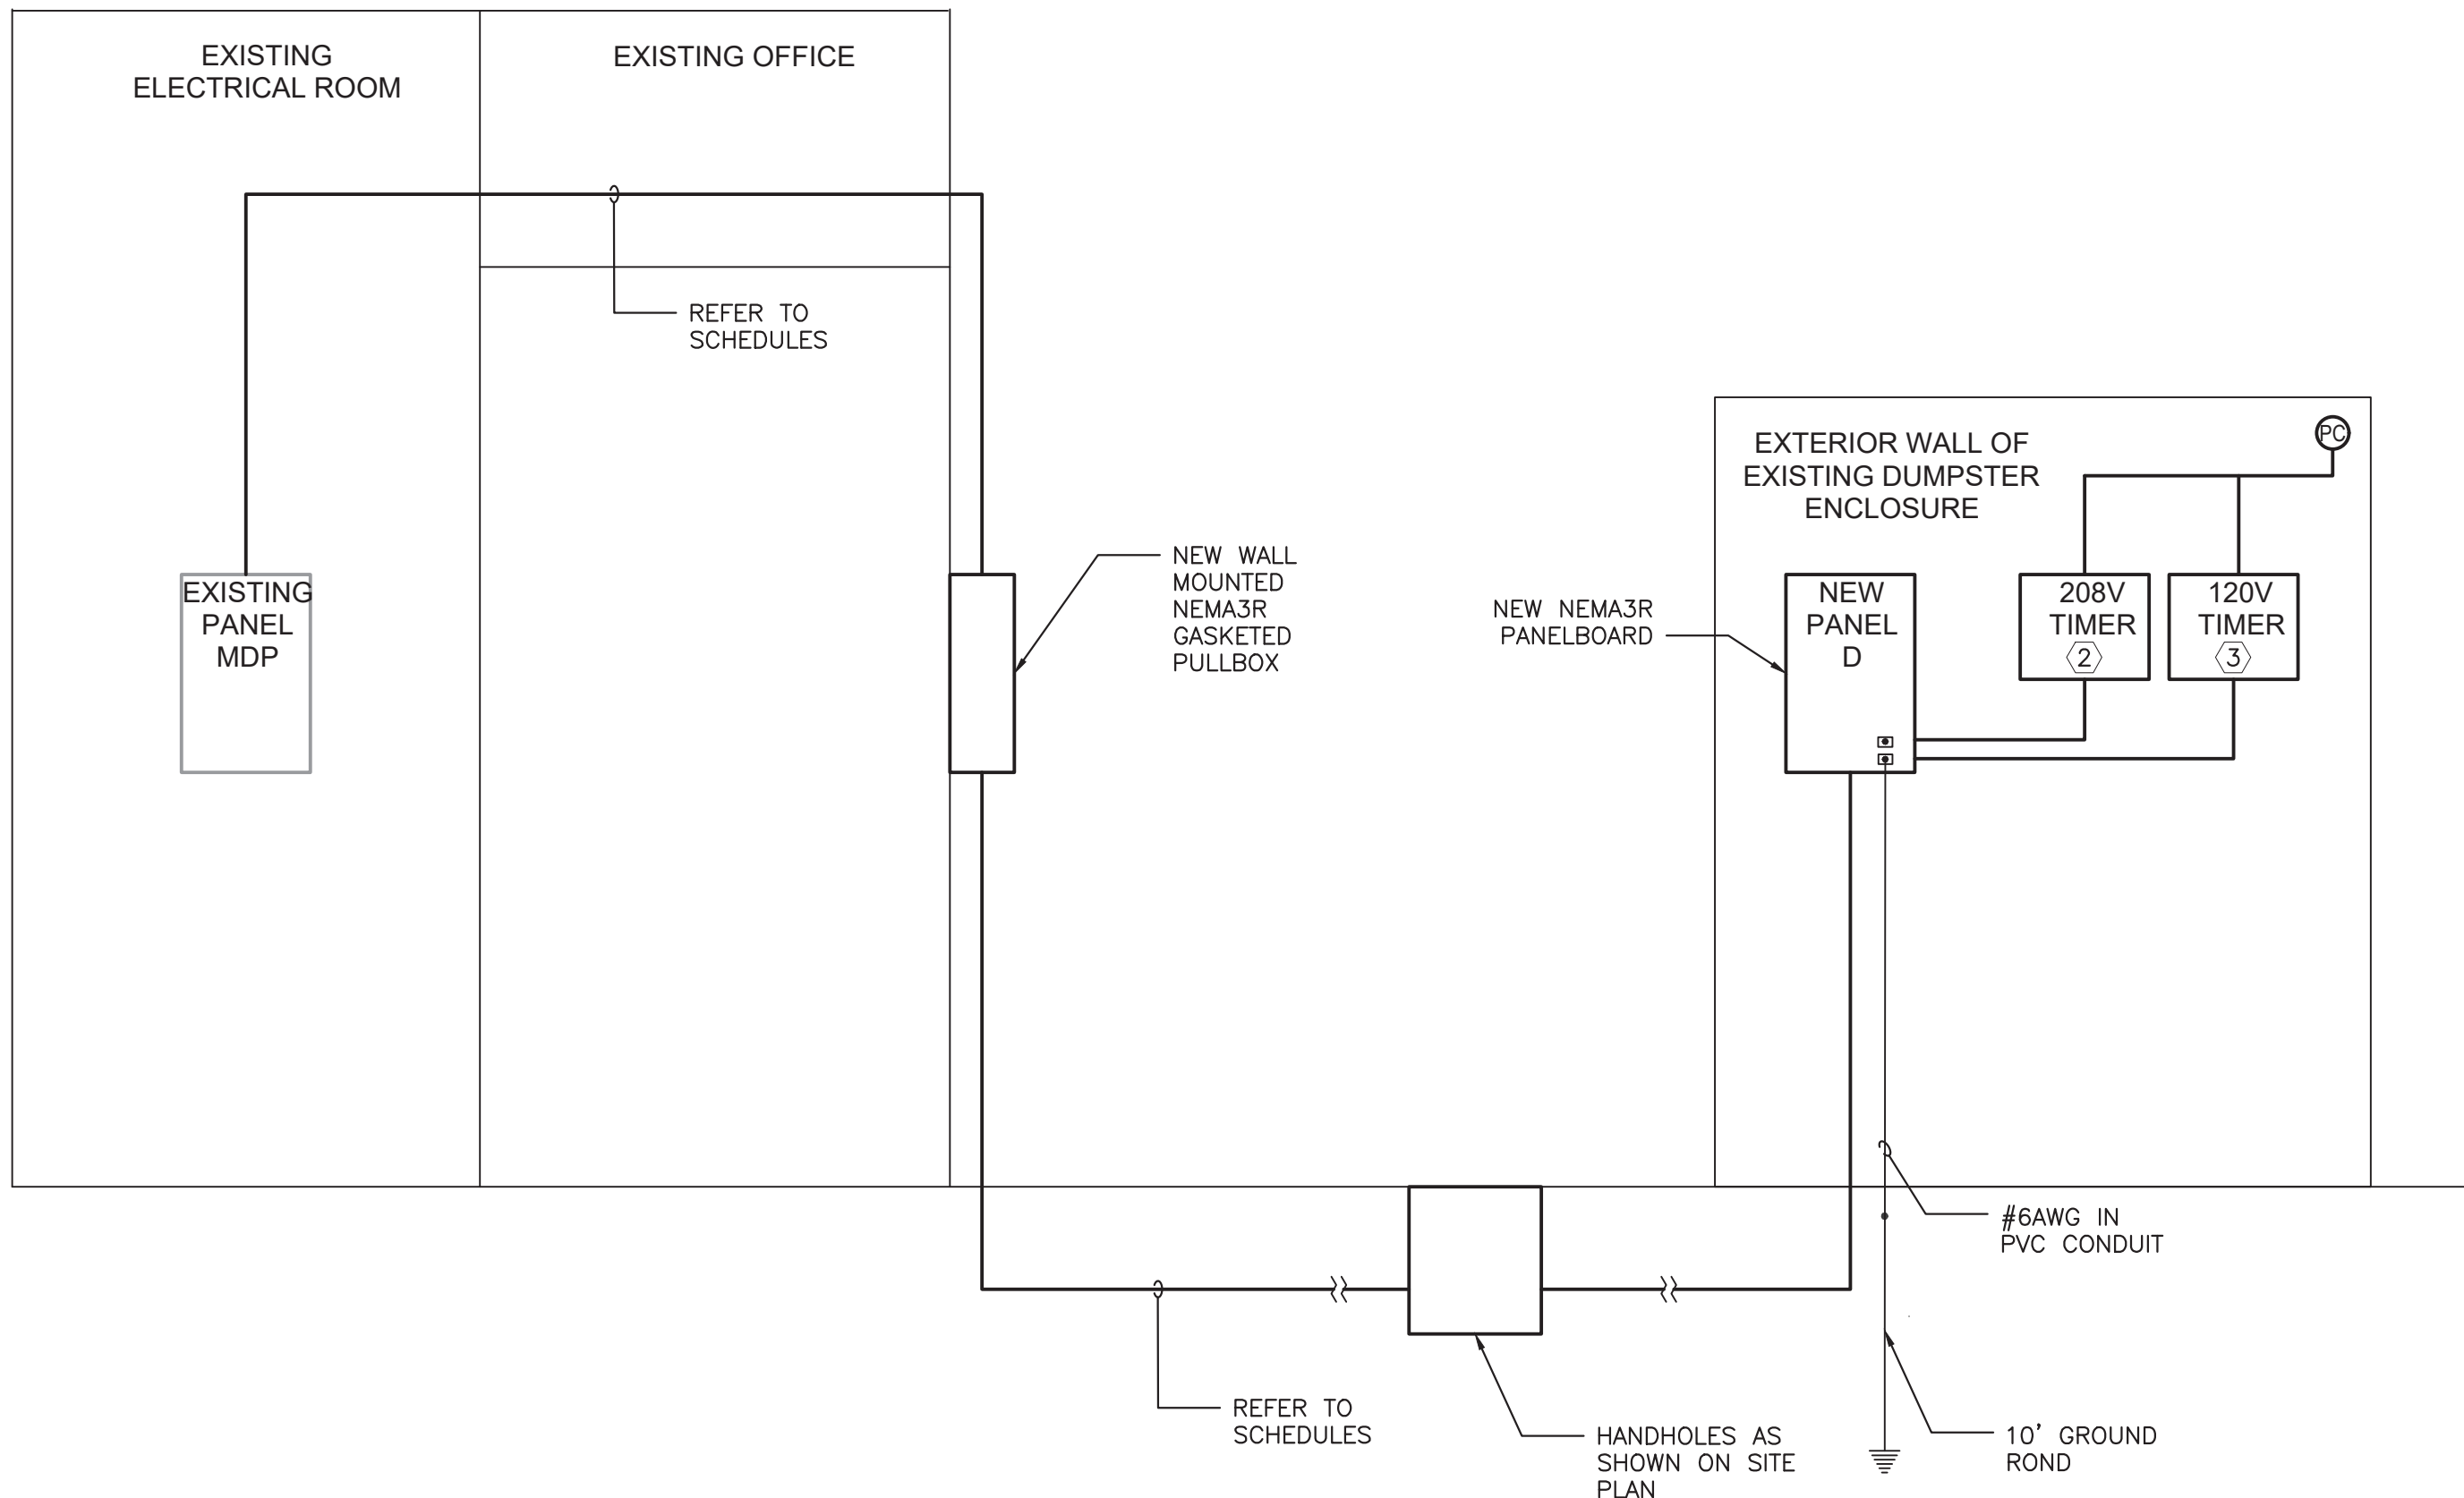 EXISTING
ELECTRICAL ROOM
EXISTING OFFICE
REFER TO
SCHEDULES
EXISTING
PANEL
MDP
NEW WALL
MOUNTED
NEMA3R
GASKETED
PULLBOX
NEW NEMA3R
PANELBOARD
EXTERIOR WALL OF
EXISTING DUMPSTER
ENCLOSURE
PC
NEW
PANEL
D
208V
TIMER
2
120V
TIMER
3
#6AWG IN
PVC CONDUIT
REFER TO
SCHEDULES
HANDHOLES AS
SHOWN ON SITE
PLAN
10' GROUND
ROND